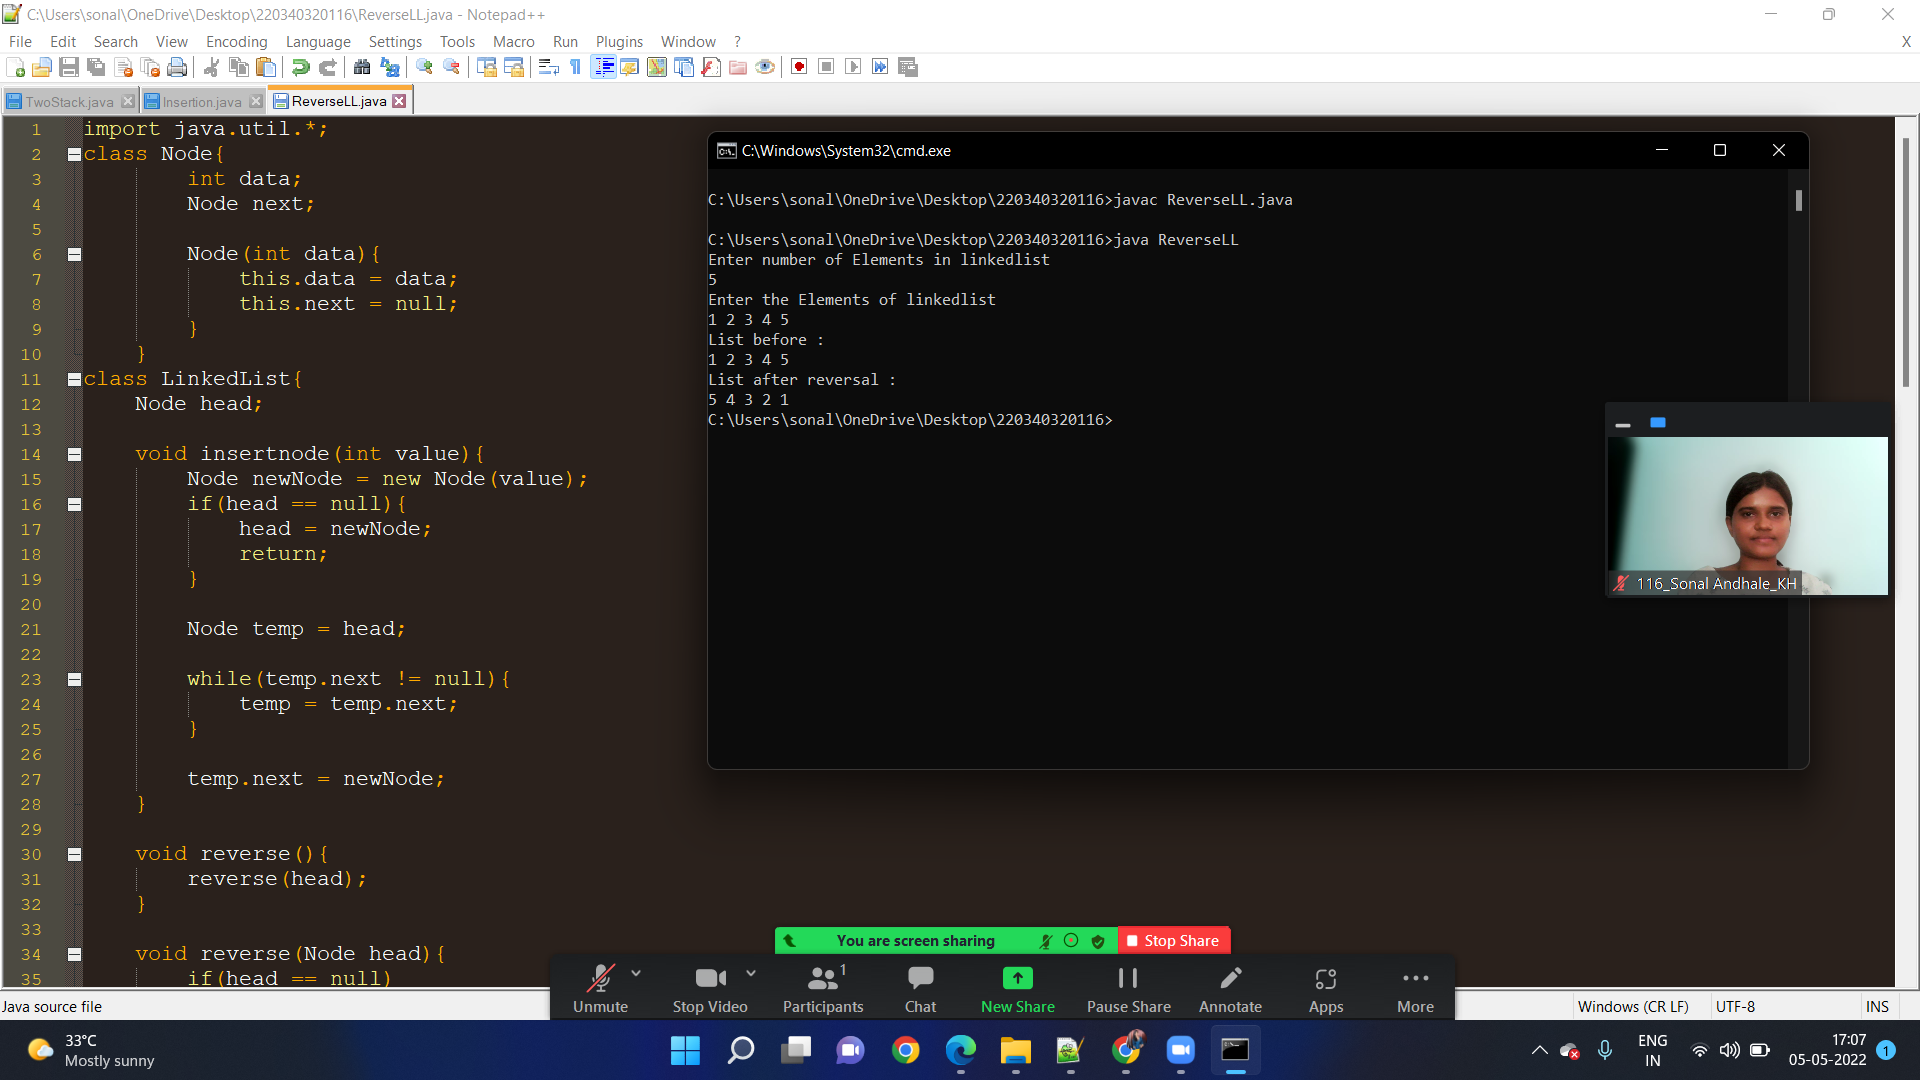 C:\Users\sonal\OneDrive\Desktop\220340320116\ReverseLL.java - Notepad++
File Edit Search View Encoding Language Settings Tools Macro Run Plugins Window ? X
TwoStack.java Insertion.java ReverseLL.java
1 import java.util.*;
2 class Node{
3 int data;
4 Node next;
5
6 Node(int data){
7 this.data = data;
8 this.next = null;
9 }
10 }
11 class LinkedList{
12 Node head;
13
14 void insertnode(int value){
15 Node newNode = new Node(value);
16 if(head == null){
17 head = newNode;
18 return;
19 }
20
21 Node temp = head;
22
23 while(temp.next != null){
24 temp = temp.next;
25 }
26
27 temp.next = newNode;
28 }
29
30 void reverse(){
31 reverse(head);
32 }
33
34 void reverse(Node head){
35 if(head == null)
C:\Windows\System32\cmd.exe
C:\Users\sonal\OneDrive\Desktop\220340320116>javac ReverseLL.java
C:\Users\sonal\OneDrive\Desktop\220340320116>java ReverseLL
Enter number of Elements in linkedlist
5
Enter the Elements of linkedlist
1 2 3 4 5
List before :
1 2 3 4 5
List after reversal :
5 4 3 2 1
C:\Users\sonal\OneDrive\Desktop\220340320116>
116_Sonal Andhale_KH
You are screen sharing Stop Share
1
Unmute Stop Video Participants Chat New Share Pause Share Annotate Apps More
Java source file Windows (CR LF) UTF-8 INS
33°C
Mostly sunny
ENG
IN
17:07
05-05-2022
1